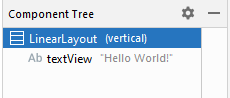 Component Tree
LinearLayout (vertical)
Ab textView "Hello World!"